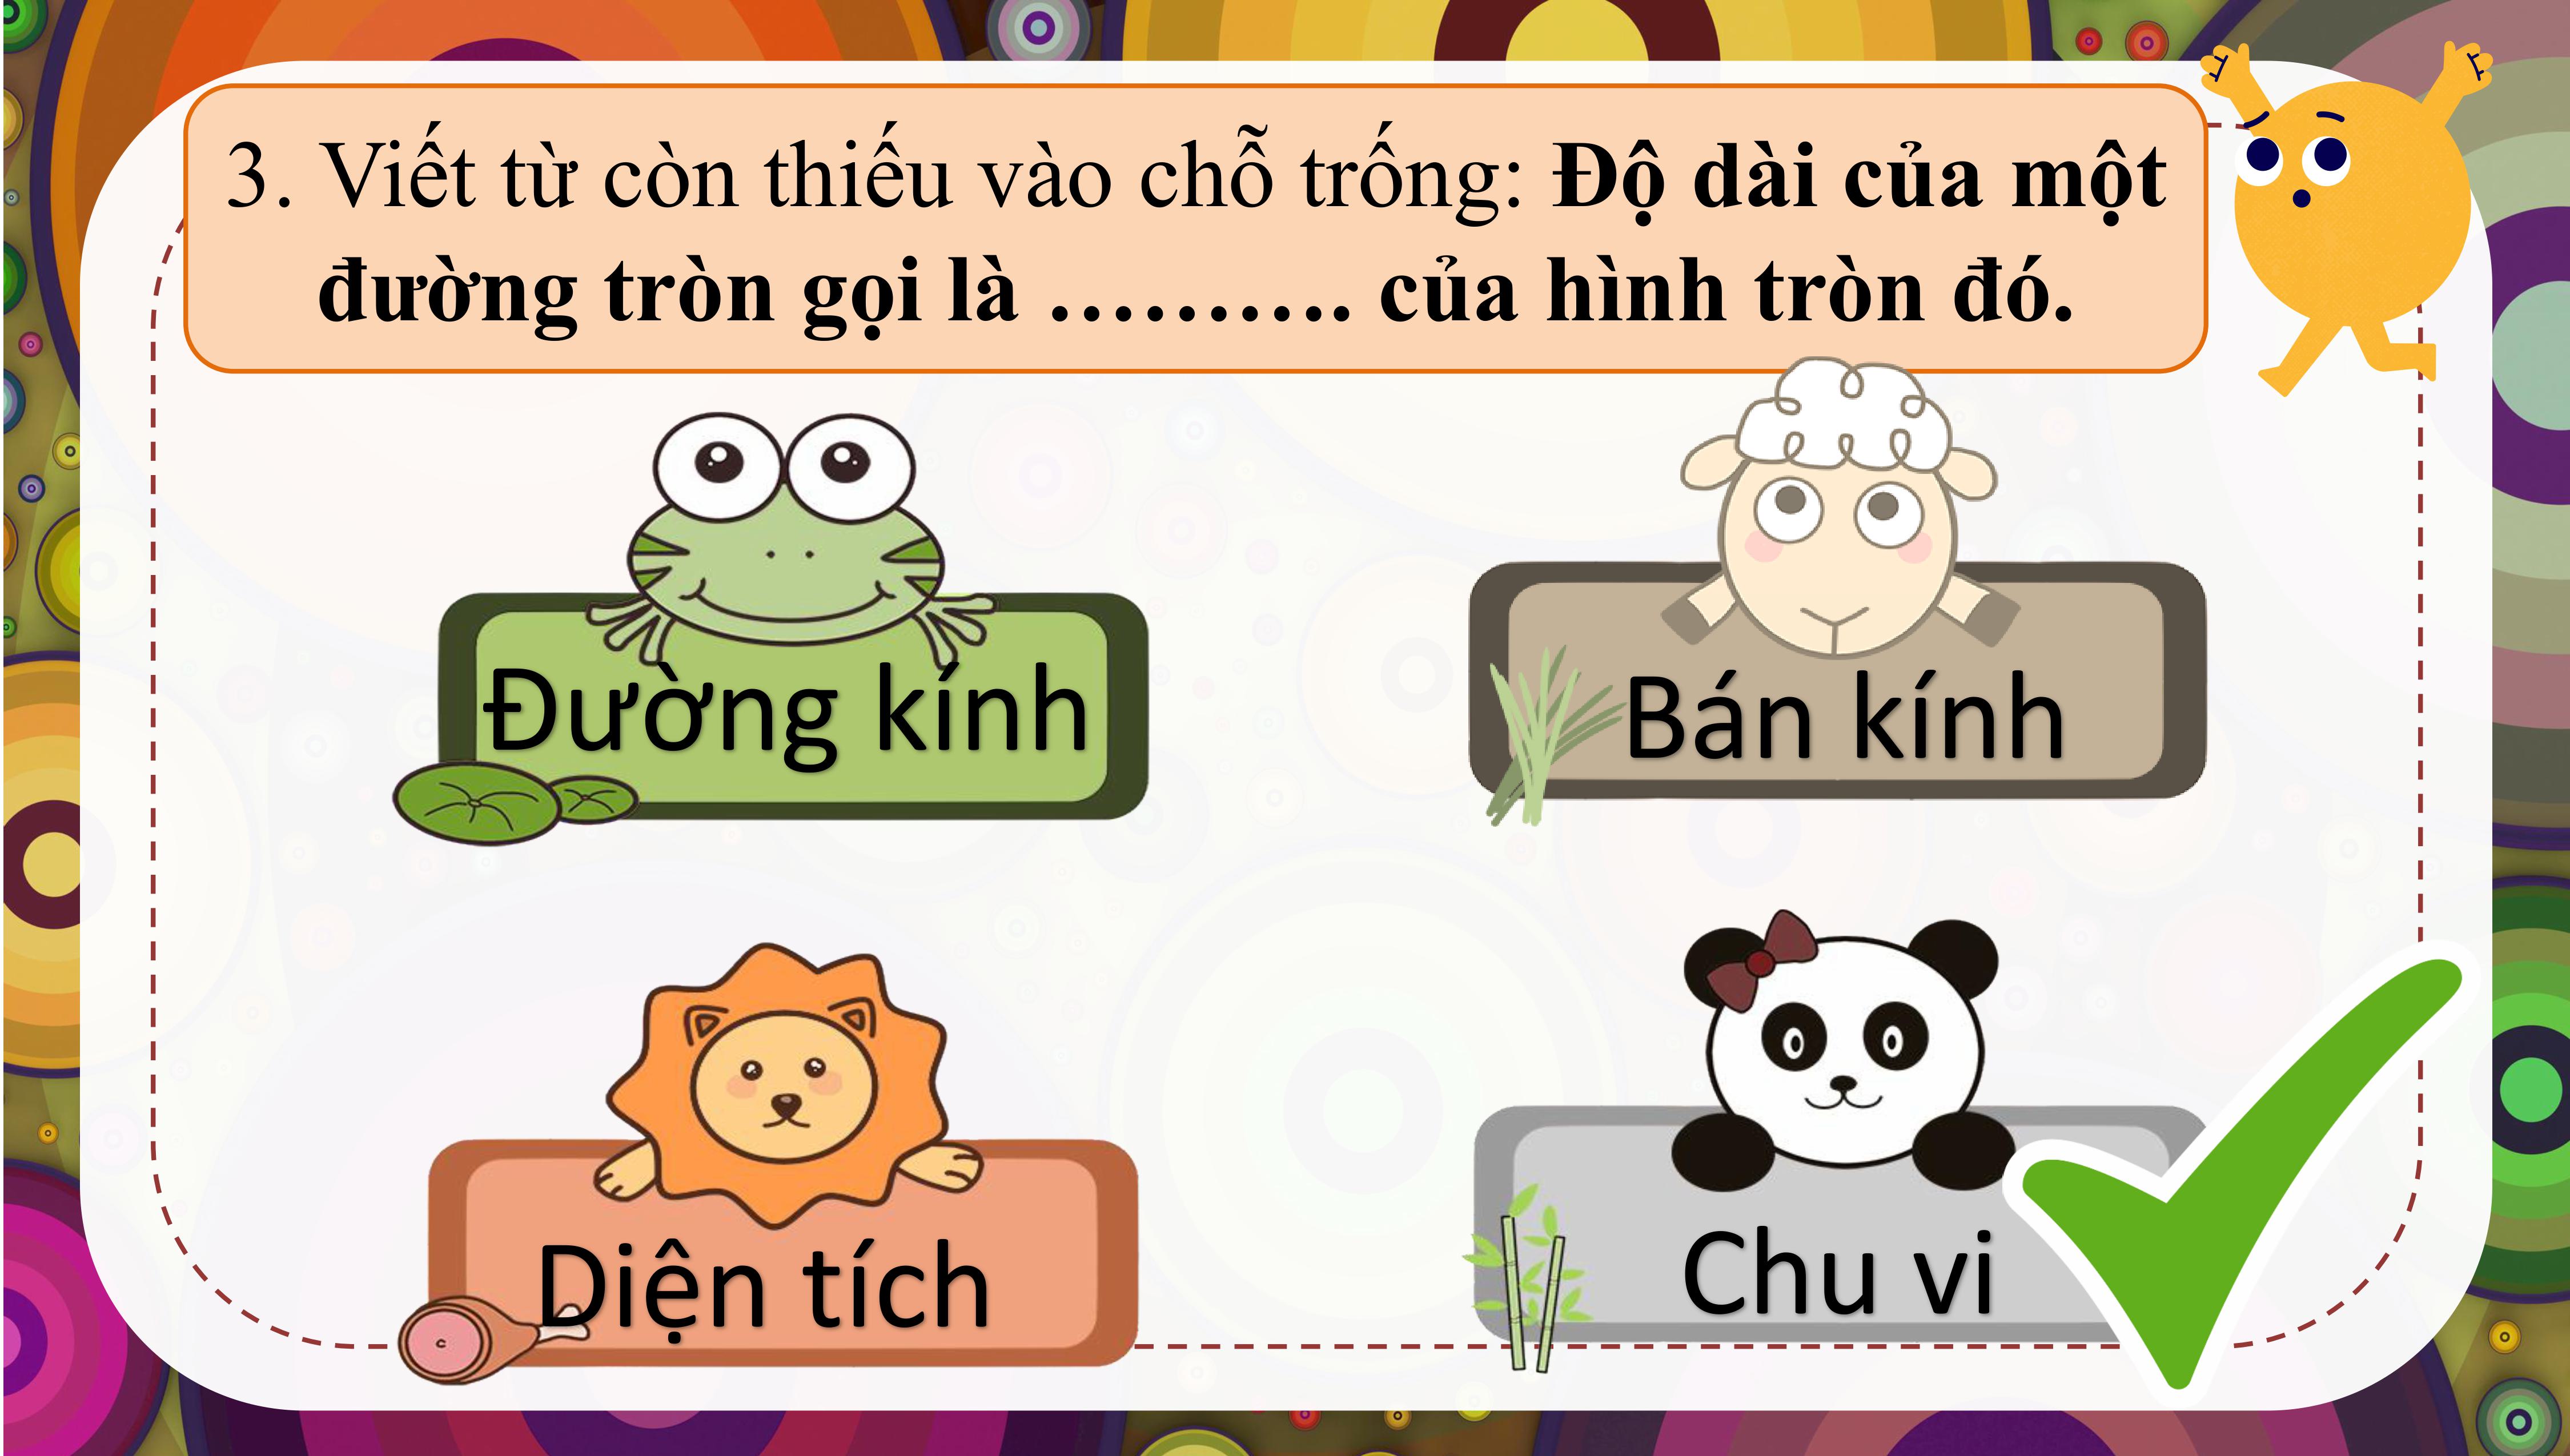 3. Viết từ còn thiếu vào chỗ trống: Độ dài của một
đường tròn gọi là ………. của hình tròn đó.
Đường kính
Bán kính
Diện tích
Chu vi